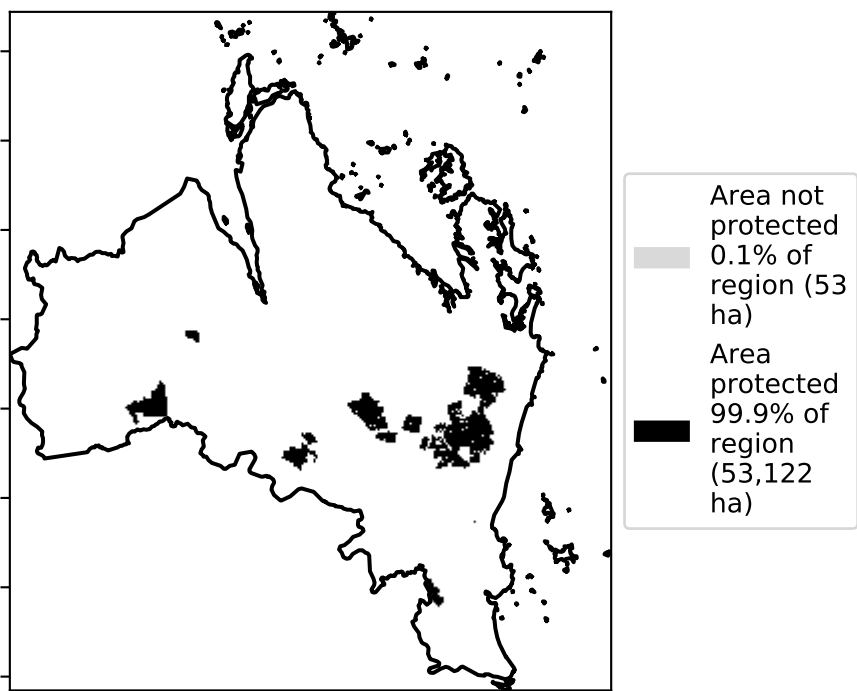 Area not
protected
0.1% of
region (53
ha)
Area
protected
99.9% of
region
(53,122
ha)